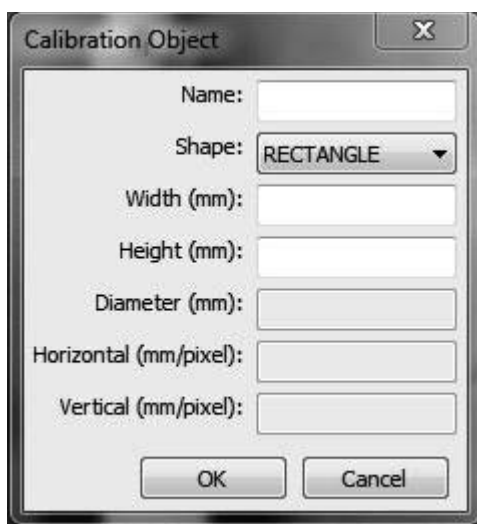 Calibration Object
Name:
Shape: RECTANGLE
Width (mm):
Height (mm):
Diameter (mm):
Horizontal (mm/pixel):
Vertical (mm/pixel):
OK Cancel